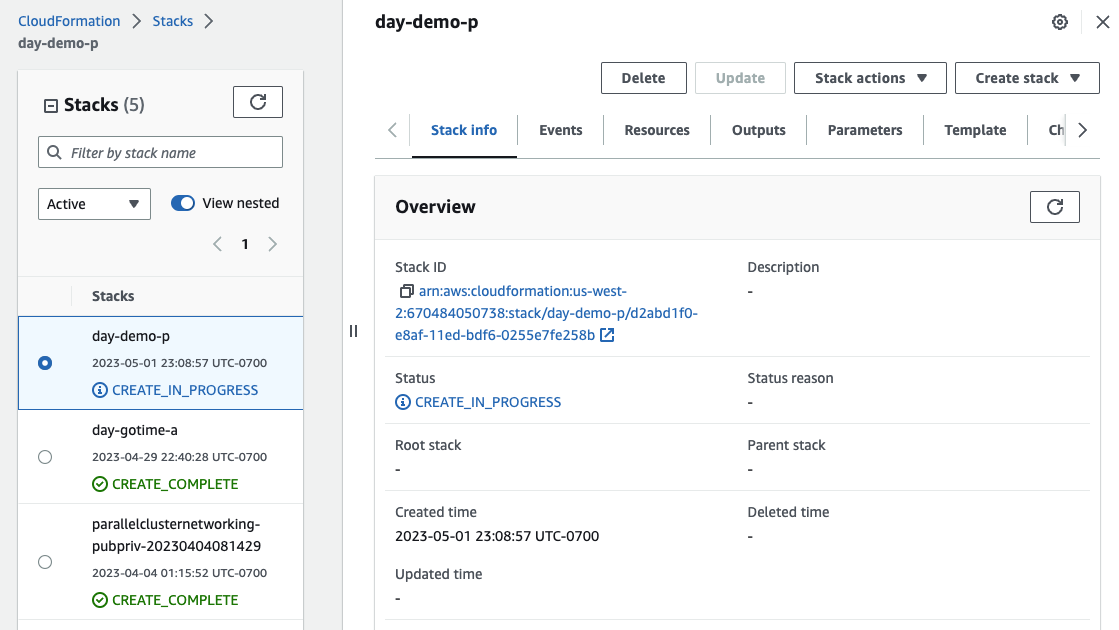 CloudFormation Stacks
day-demo-p
Stacks (5)
Filter by stack name
Active View nested
1
Stacks
day-demo-p
2023-05-01 23:08:57 UTC-0700
CREATE_IN_PROGRESS
day-gotime-a
2023-04-29 22:40:28 UTC-0700
CREATE_COMPLETE
parallelclusternetworking-
pubpriv-20230404081429
2023-04-04 01:15:52 UTC-0700
CREATE_COMPLETE
day-demo-p
Delete Update Stack actions Create stack
Stack info Events Resources Outputs Parameters Template Ch
Overview
Stack ID
arn:aws:cloudformation:us-west-
2:670484050738:stack/day-demo-p/d2abd1f0-
e8af-11ed-bdf6-0255e7fe258b
Description
-
Status
CREATE_IN_PROGRESS
Status reason
-
Root stack
-
Parent stack
-
Created time
2023-05-01 23:08:57 UTC-0700
Deleted time
-
Updated time
-